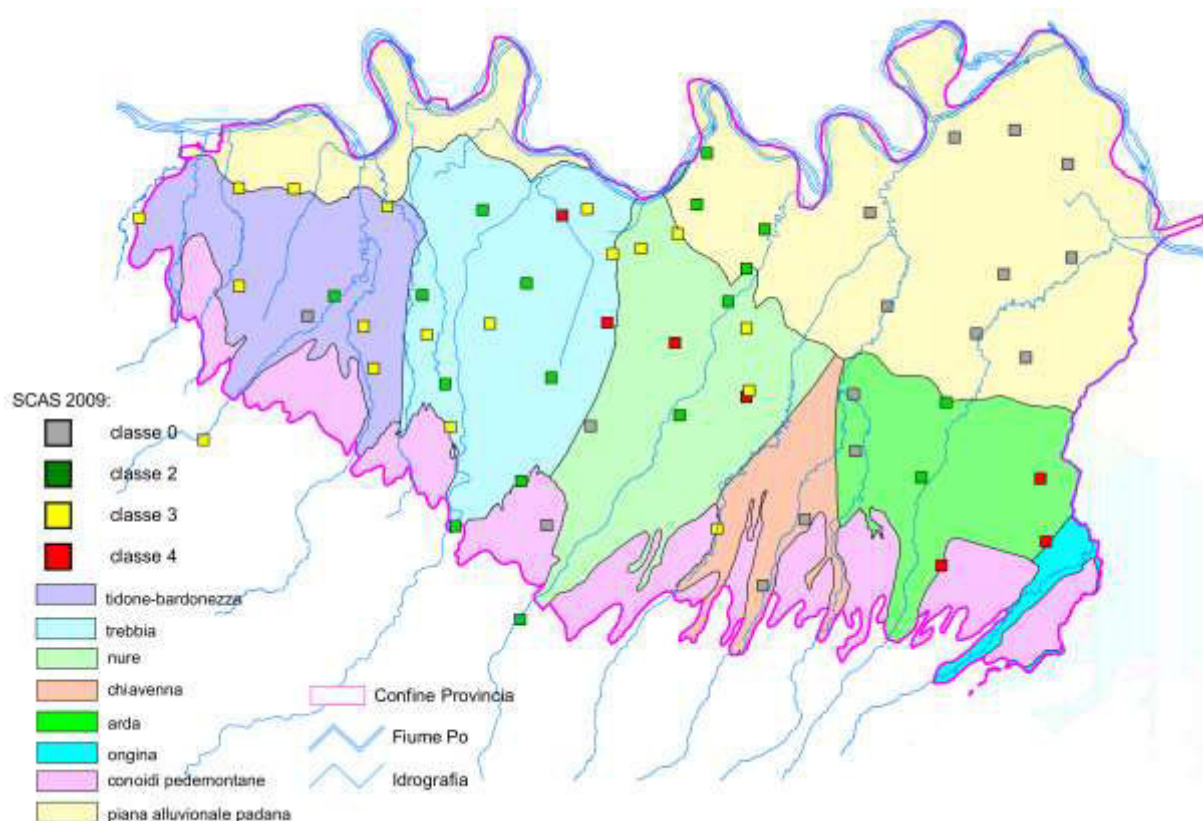 SCAS 2009:
classe 0
classe 2
classe 3
classe 4
tidone-bardonezza
trebbia
nure
chiavenna
arda
ongina
conoidi pedemontane
piana alluvionale padana
Confine Provincia
Fiume Po
Idrografia